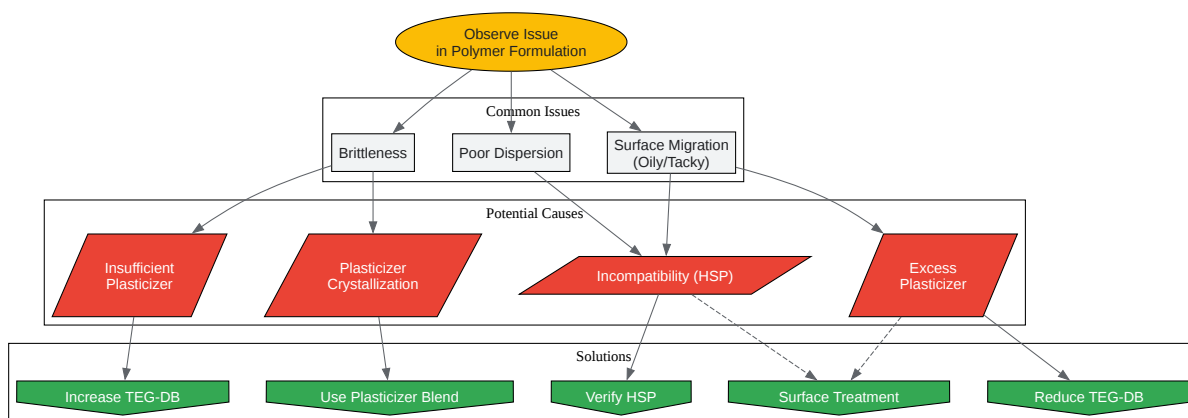 Observe Issue
in Polymer Formulation
Common Issues
Brittleness
Poor Dispersion
Surface Migration
(Oily/Tacky)
Potential Causes
Insufficient
Plasticizer
Plasticizer
Crystallization
Incompatibility (HSP)
Excess
Plasticizer
Solutions
Increase TEG-DB
Use Plasticizer Blend
Verify HSP
Surface Treatment
Reduce TEG-DB